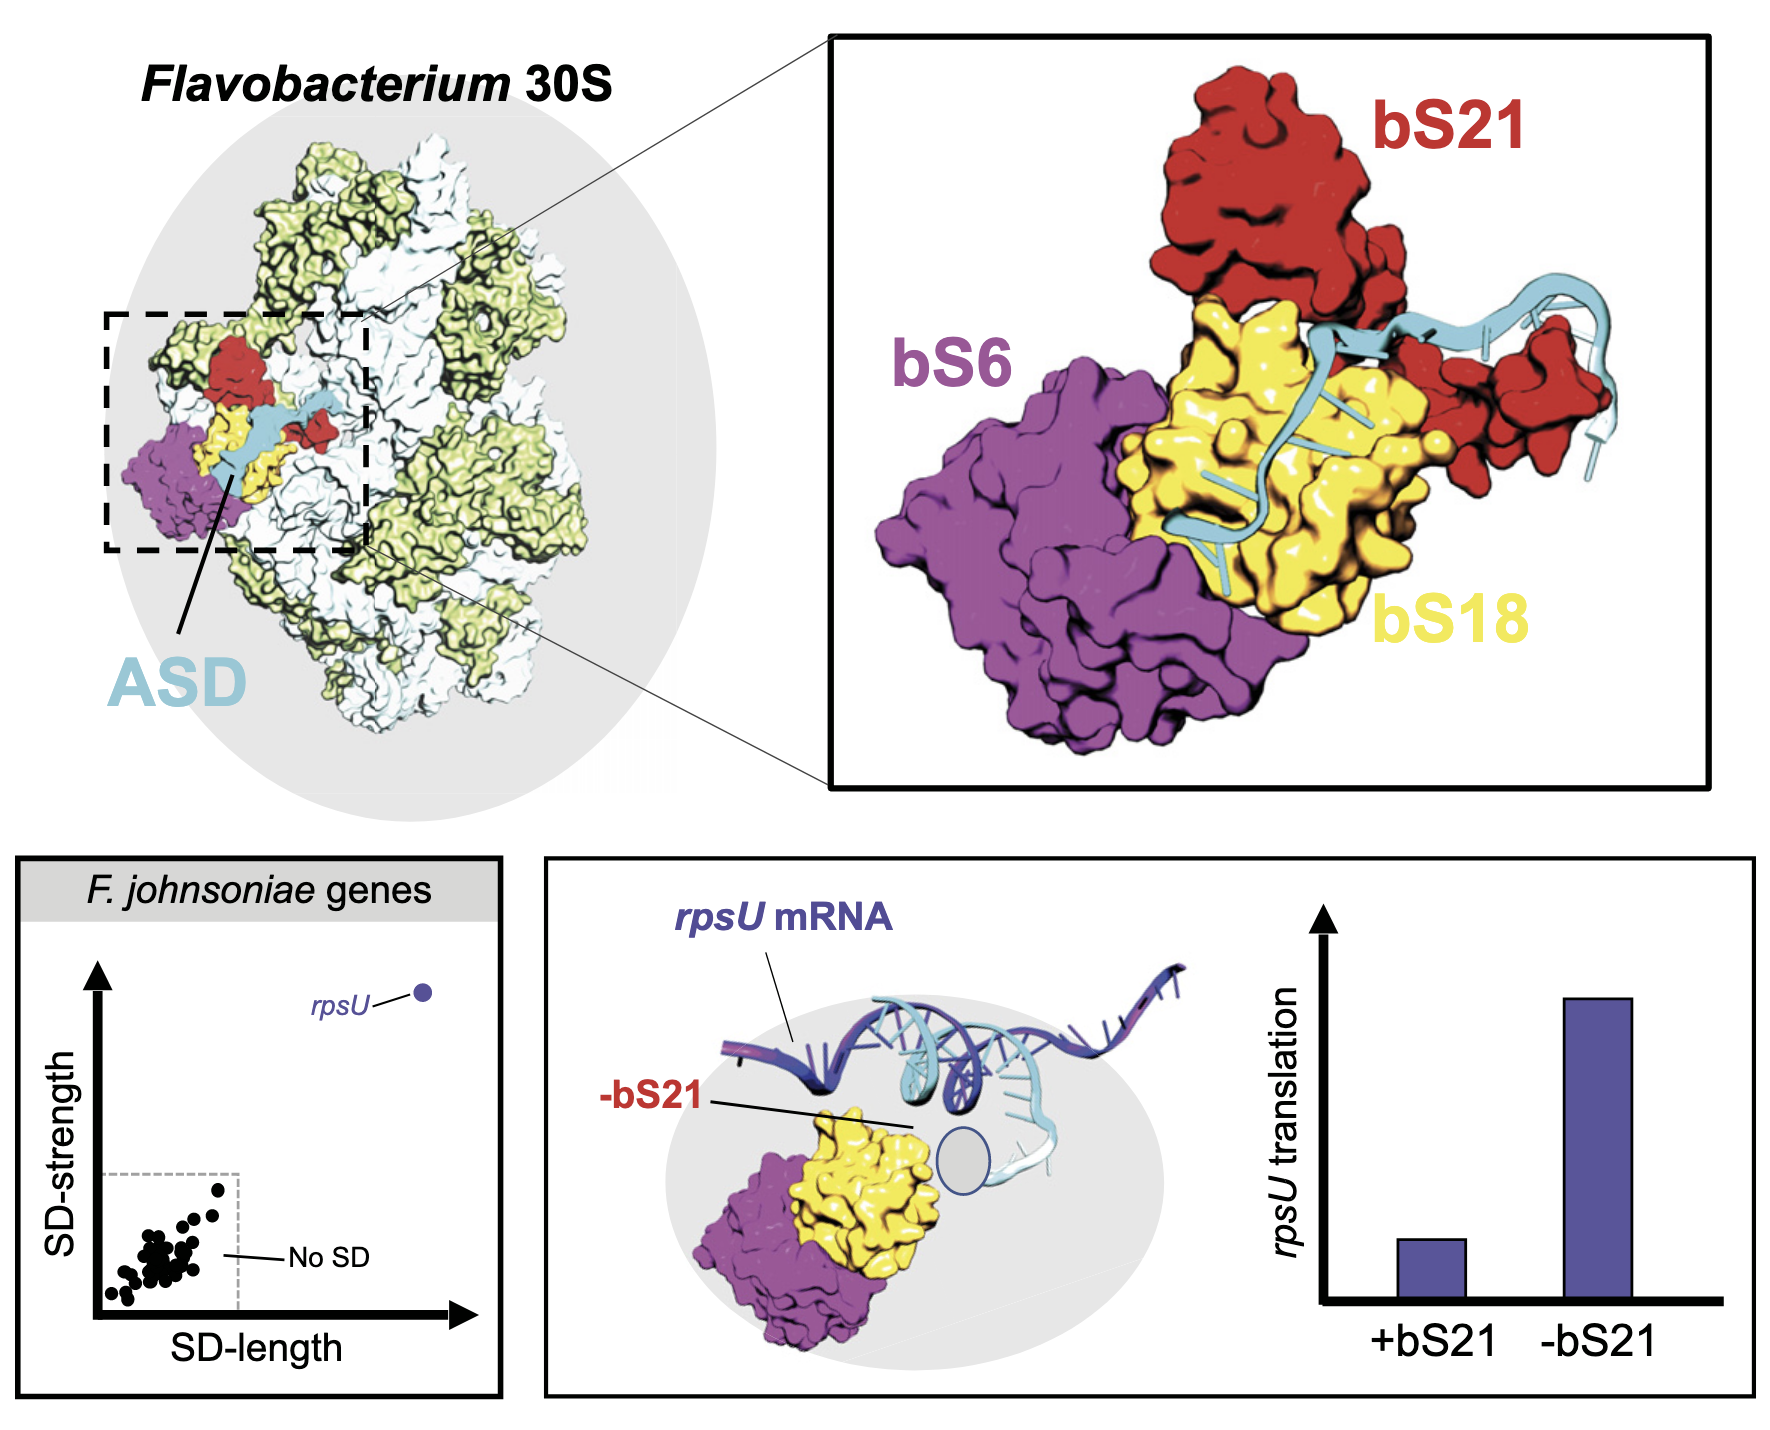 Flavobacterium 30S
bS21
bS6
bS18
ASD
F. johnsoniae genes
rpsU
No SD
SD-strength
SD-length
rpsU mRNA
-bS21
rpsU translation
+bS21
-bS21